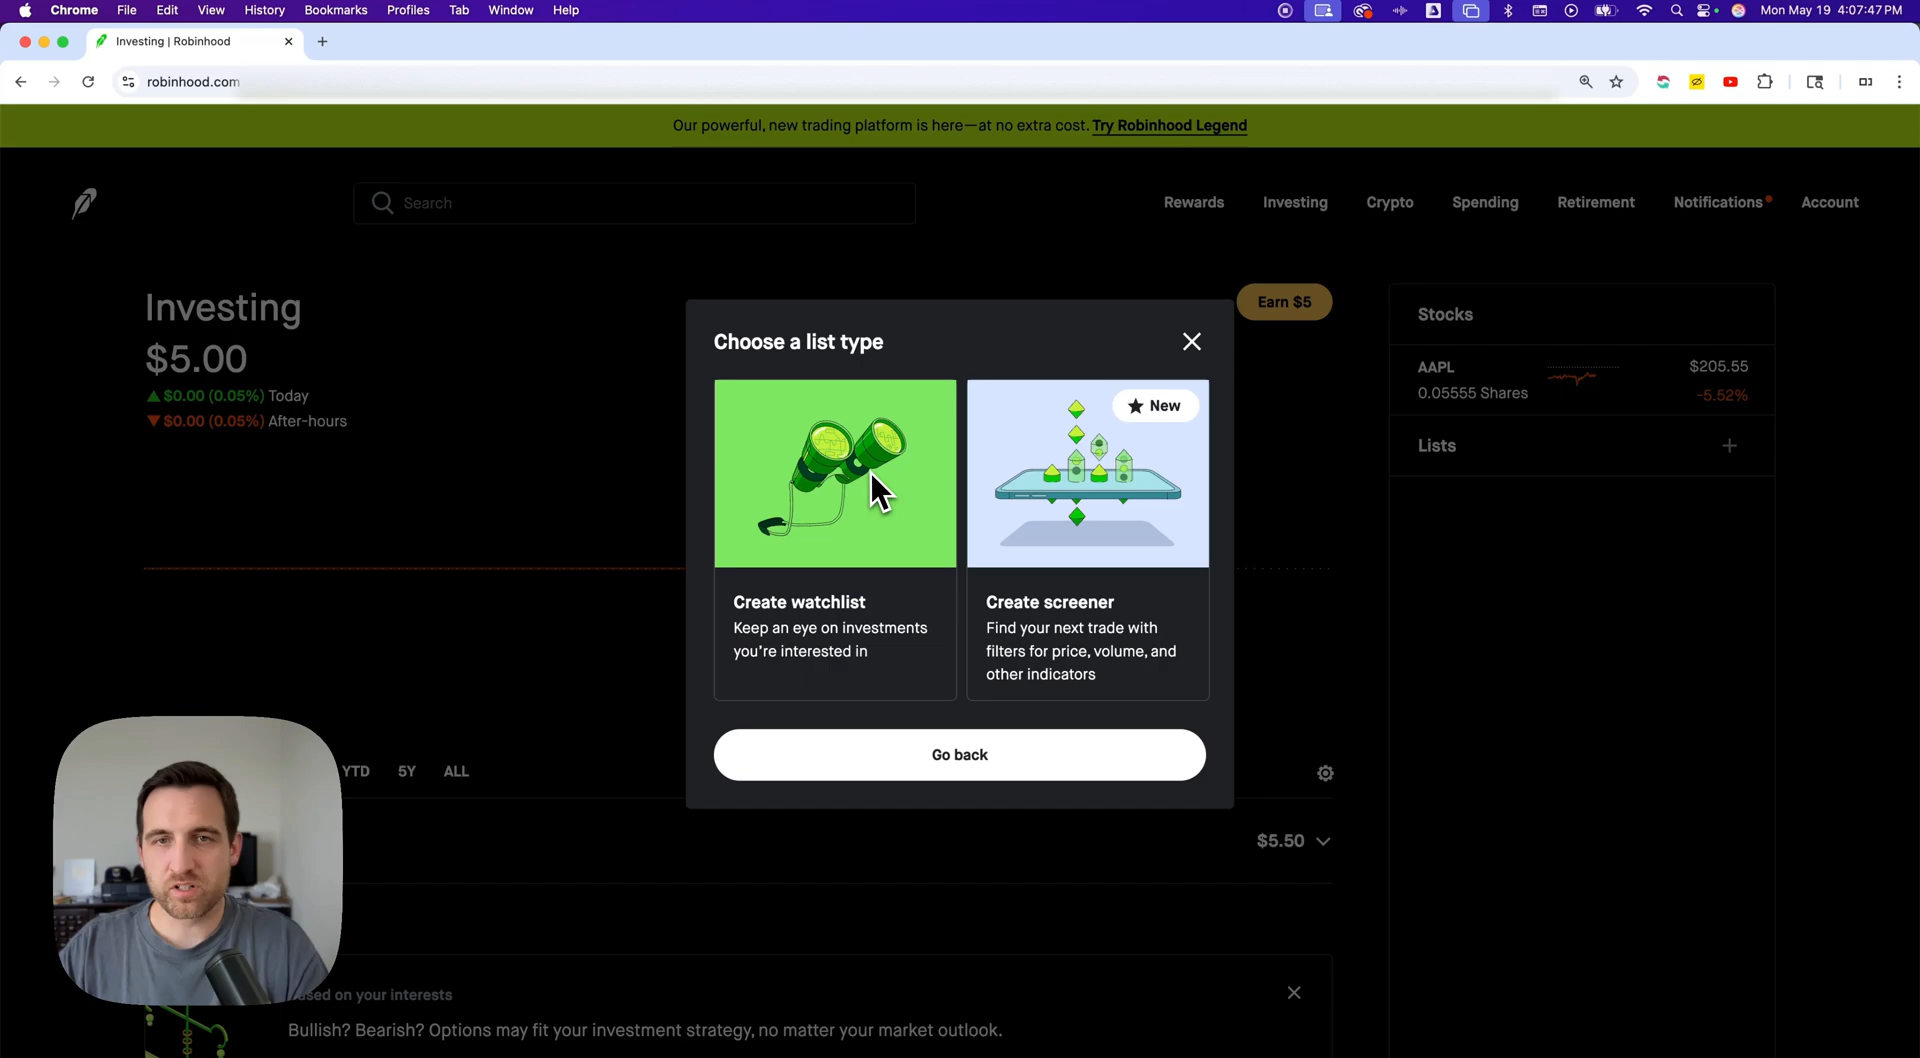 Chrome File Edit View History Bookmarks Profiles Tab Window Help
Mon May 19 4:07:47 PM
Investing | Robinhood
robinhood.com
Our powerful, new trading platform is here—at no extra cost. Try Robinhood Legend
Search
Rewards Investing Crypto Spending Retirement Notifications Account
Investing
$5.00
▲$0.00 (0.05%) Today
▼$0.00 (0.05%) After-hours
Earn $5
YTD 5Y ALL
$5.50
Based on your interests
Bullish? Bearish? Options may fit your investment strategy, no matter your market outlook.
Stocks
AAPL $205.55
0.05555 Shares -5.52%
Lists
Choose a list type
New
Create watchlist
Keep an eye on investments
you're interested in
Create screener
Find your next trade with
filters for price, volume, and
other indicators
Go back